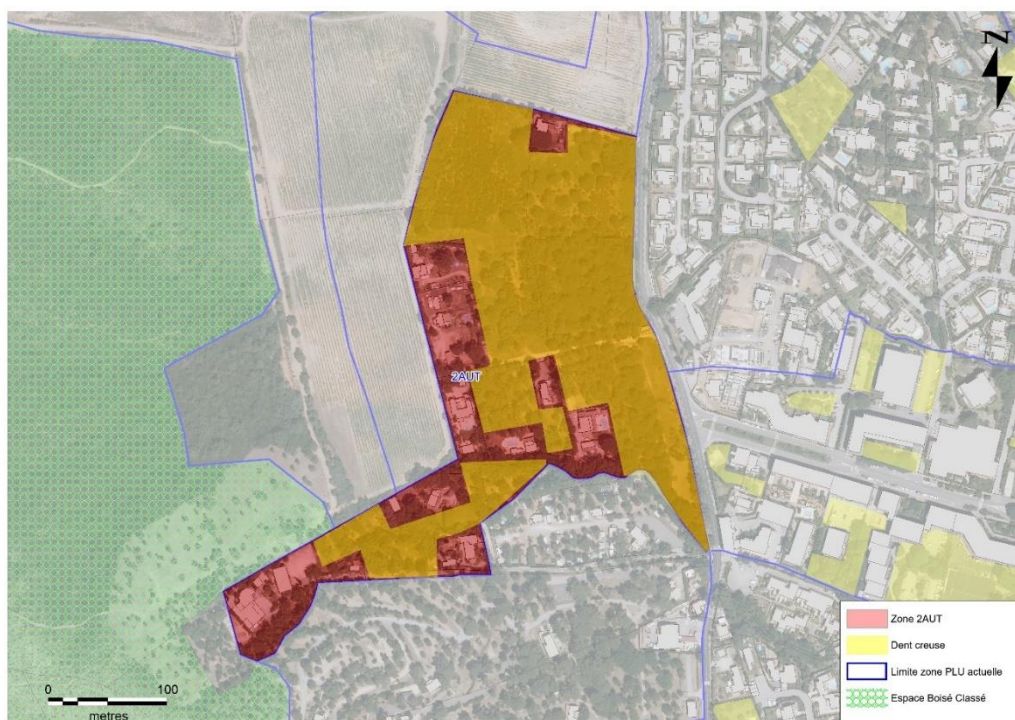 N
2AUT
Zone 2AUT
Dent creuse
Limite zone PLU actuelle
Espace Boisé Classé
0 100
metres